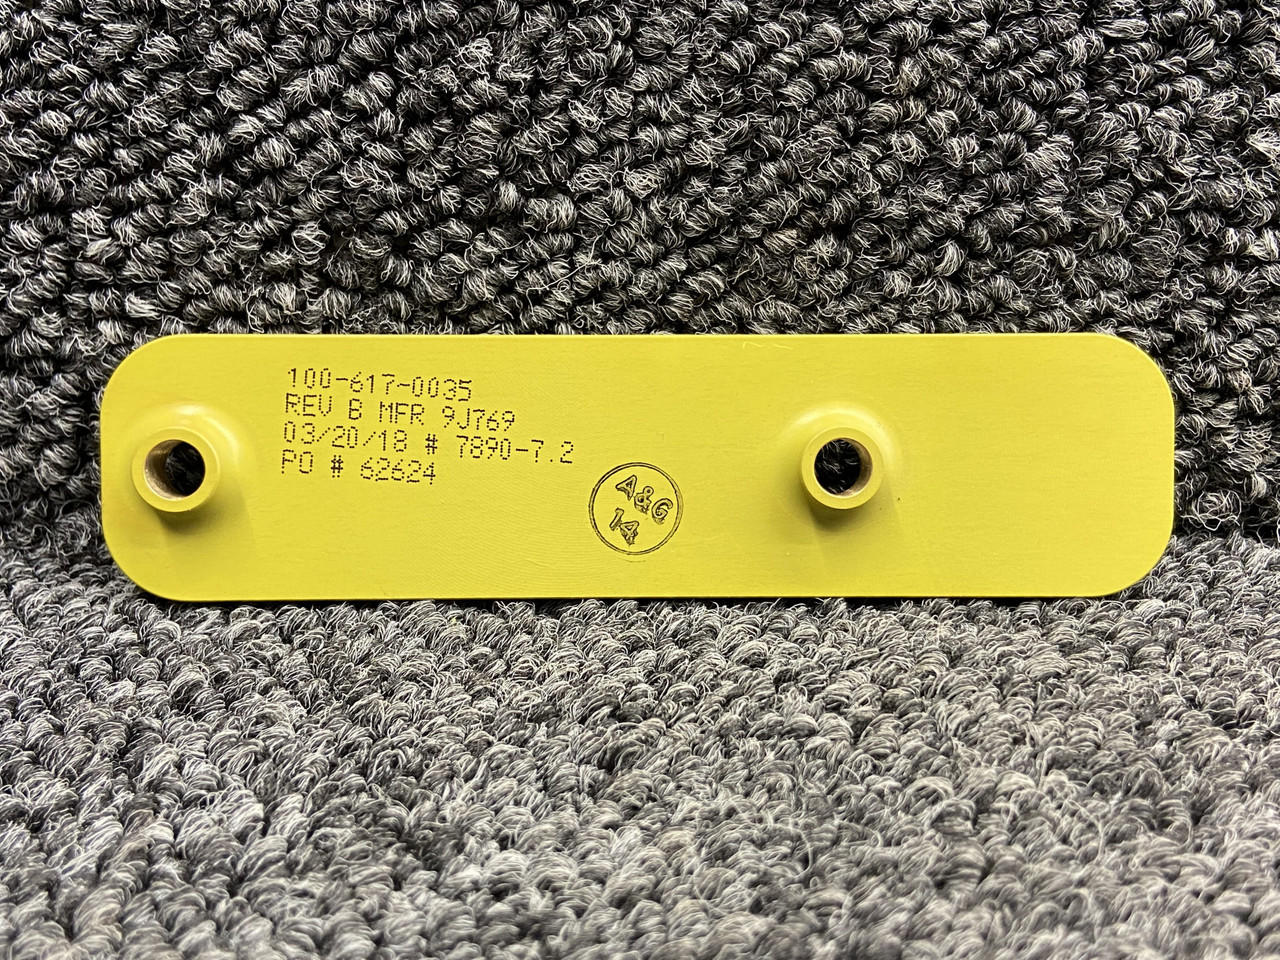 100-617-0035
REV B MFR 9J769
03/20/18 # 7890-7.2
PO # 62624
A&G
14